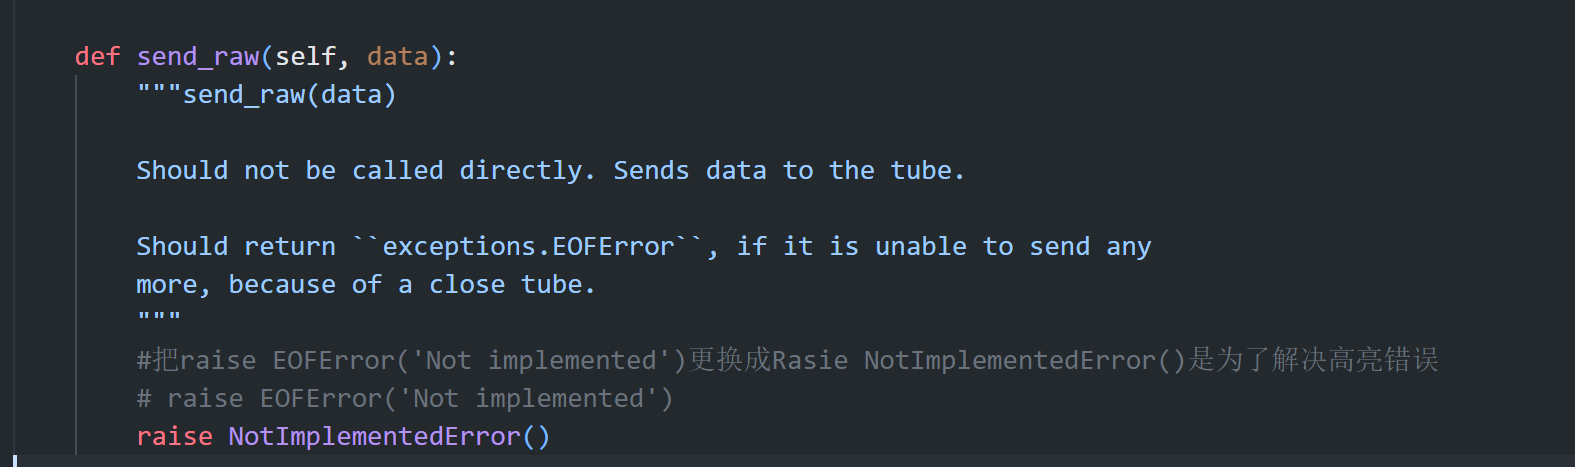 def send_raw(self, data):
"""send_raw(data)
Should not be called directly. Sends data to the tube.
Should return ``exceptions.EOFError``, if it is unable to send any
more, because of a close tube.
"""
#把raise EOFError('Not implemented')更换成Rasie NotImplementedError()是为了解决高亮错误
# raise EOFError('Not implemented')
raise NotImplementedError()